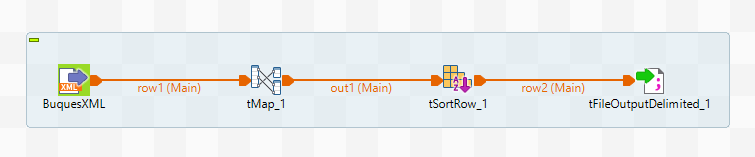 row1 (Main)
out1 (Main)
row2 (Main)
XML
A
Z
;
BuquesXML
tMap_1
tSortRow_1
tFileOutputDelimited_1